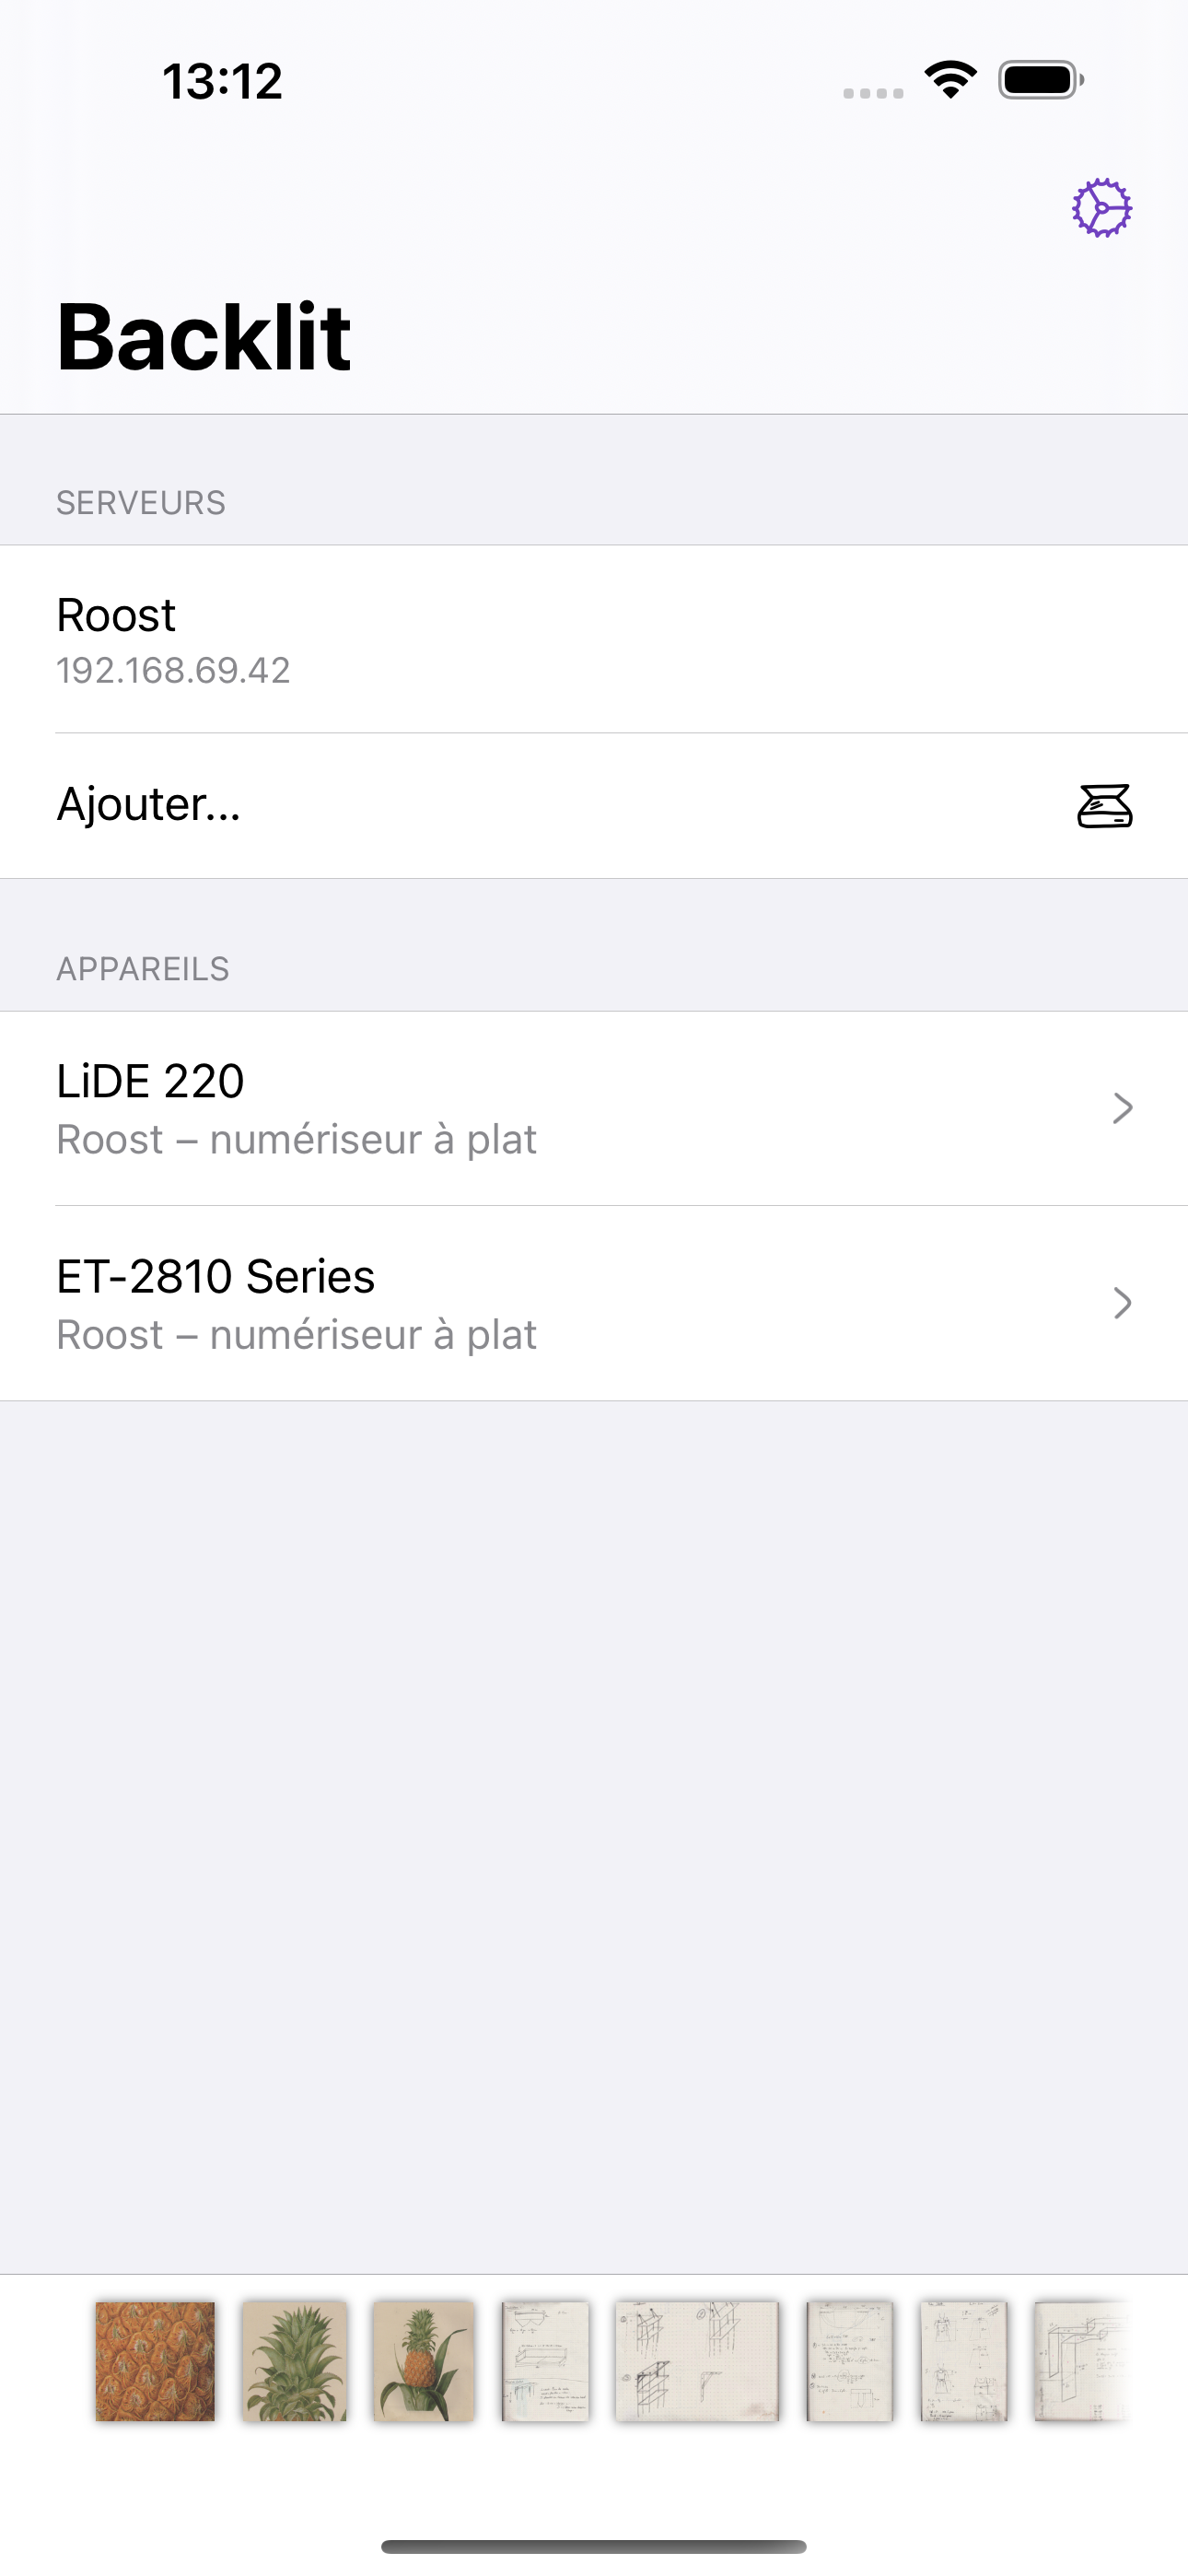 13:12
Backlit
SERVEURS
Roost
192.168.69.42
Ajouter...
APPAREILS
LiDE 220
Roost – numériseur à plat
ET-2810 Series
Roost – numériseur à plat